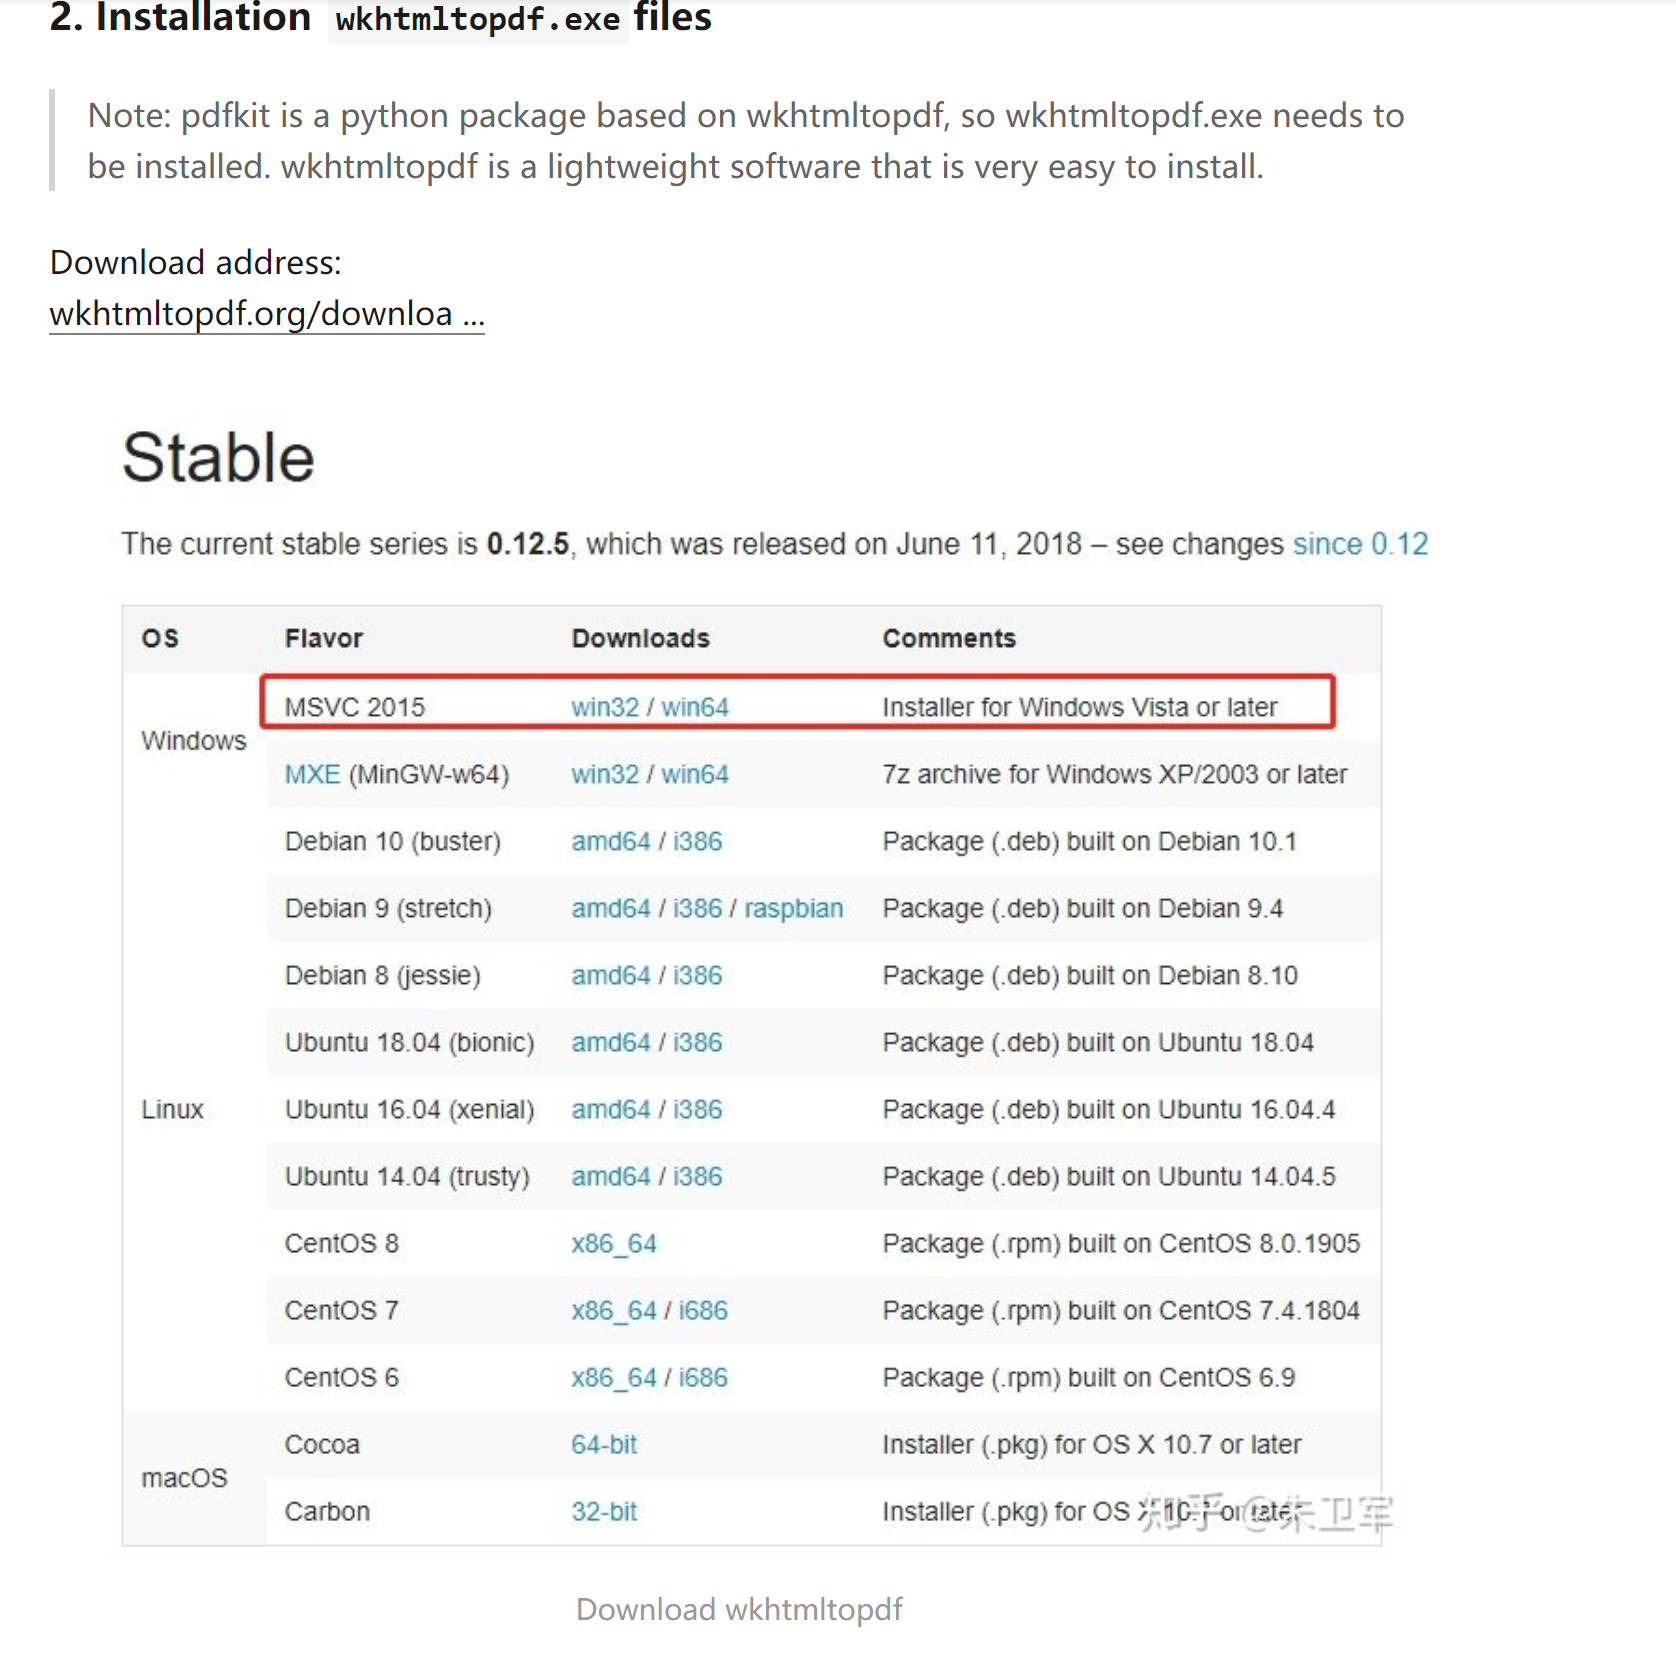 2. Installation wkhtmltopdf.exe files
Note: pdfkit is a python package based on wkhtmltopdf, so wkhtmltopdf.exe needs to
be installed. wkhtmltopdf is a lightweight software that is very easy to install.
Download address:
wkhtmltopdf.org/downloa ...
Stable
The current stable series is 0.12.5, which was released on June 11, 2018 – see changes since 0.12
OS Flavor Downloads Comments
Windows
MSVC 2015 win32 / win64 Installer for Windows Vista or later
MXE (MinGW-w64) win32 / win64 7z archive for Windows XP/2003 or later
Linux
Debian 10 (buster) amd64 / i386 Package (.deb) built on Debian 10.1
Debian 9 (stretch) amd64 / i386 / raspbian Package (.deb) built on Debian 9.4
Debian 8 (jessie) amd64 / i386 Package (.deb) built on Debian 8.10
Ubuntu 18.04 (bionic) amd64 / i386 Package (.deb) built on Ubuntu 18.04
Ubuntu 16.04 (xenial) amd64 / i386 Package (.deb) built on Ubuntu 16.04.4
Ubuntu 14.04 (trusty) amd64 / i386 Package (.deb) built on Ubuntu 14.04.5
CentOS 8 x86_64 Package (.rpm) built on CentOS 8.0.1905
CentOS 7 x86_64 / i686 Package (.rpm) built on CentOS 7.4.1804
CentOS 6 x86_64 / i686 Package (.rpm) built on CentOS 6.9
macOS
Cocoa 64-bit Installer (.pkg) for OS X 10.7 or later
Carbon 32-bit Installer (.pkg) for OS X 10.7 or later
知乎 @朱卫军
Download wkhtmltopdf